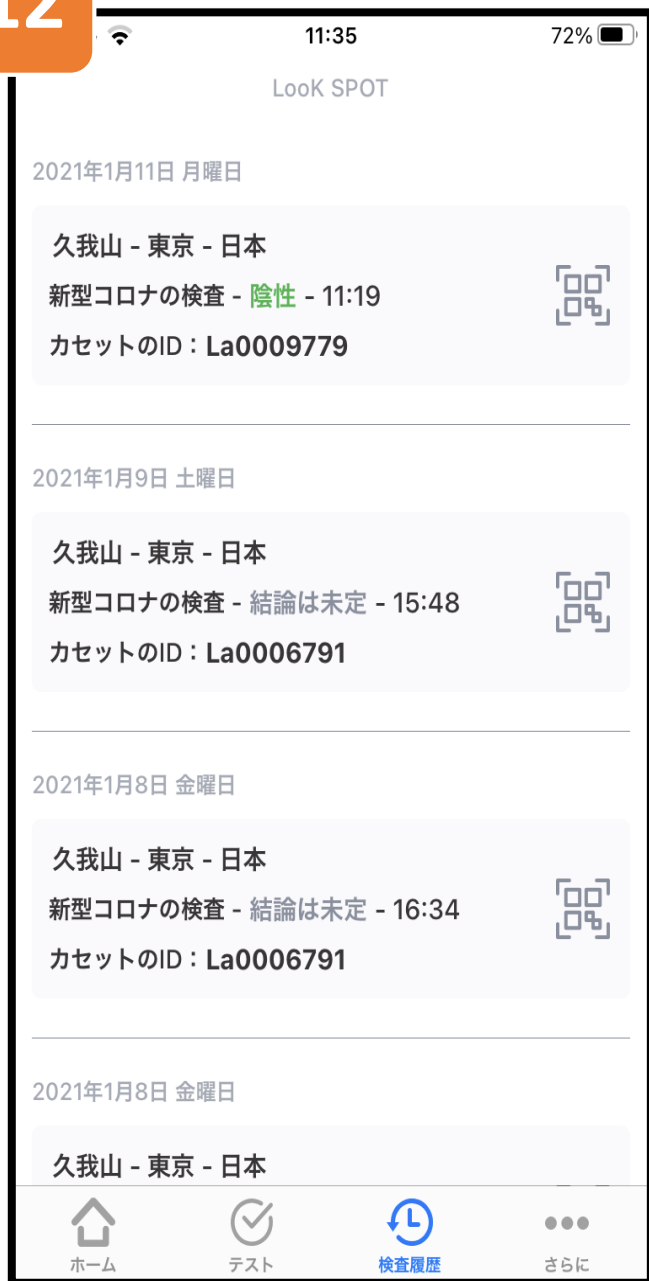 12
11:35 72%
LooK SPOT
2021年1月11日 月曜日
久我山 - 東京 - 日本
新型コロナの検査 - 陰性 - 11:19
カセットのID：La0009779
2021年1月9日 土曜日
久我山 - 東京 - 日本
新型コロナの検査 - 結論は未定 - 15:48
カセットのID：La0006791
2021年1月8日 金曜日
久我山 - 東京 - 日本
新型コロナの検査 - 結論は未定 - 16:34
カセットのID：La0006791
2021年1月8日 金曜日
久我山 - 東京 - 日本
ホーム テスト 検査履歴 さらに